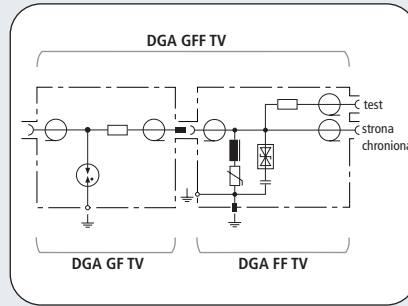 DGA GFF TV
test
strona
chroniona
DGA GF TV
DGA FF TV